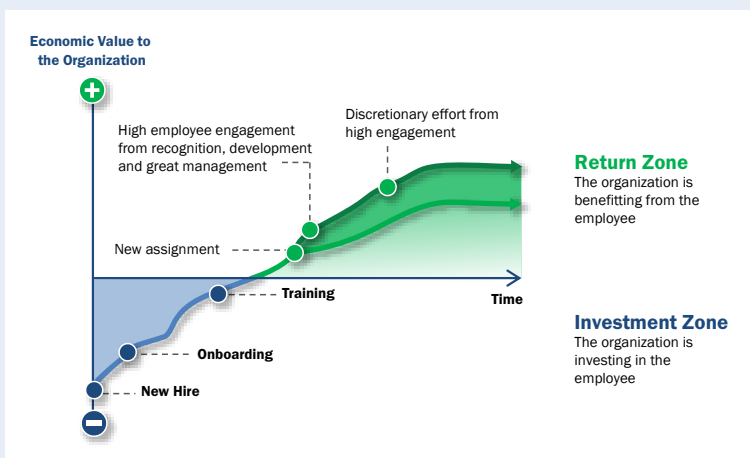 Economic Value to
the Organization
High employee engagement
from recognition, development
and great management
Discretionary effort from
high engagement
Return Zone
The organization is
benefitting from the
employee
New assignment
Training
Time
Investment Zone
The organization is
investing in the
employee
Onboarding
New Hire